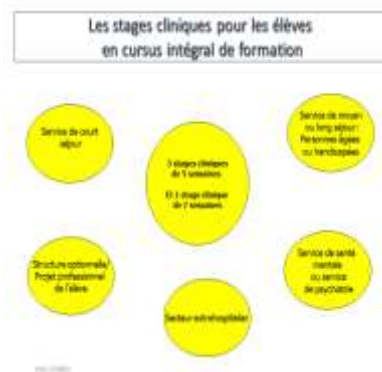 Les stages cliniques pour les élèves
en cursus intégral de formation
Service de court
séjour
3 stages cliniques
de 5 semaines
Et 1 stage clinique
de 7 semaines
Service de moyen
ou long séjour :
Personnes âgées
ou handicapées
Structure optionnelle/
Projet professionnel
de l'élève
Secteur extrahospitalier
Service de santé
mentale
ou service
de psychiatrie